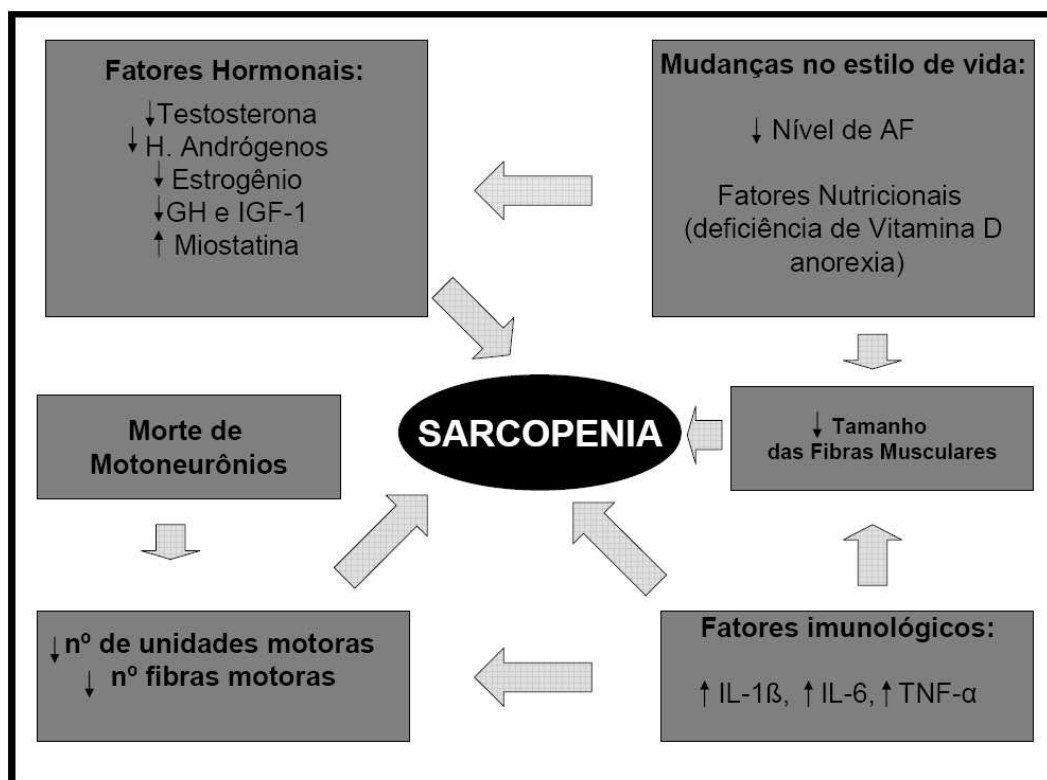 Fatores Hormonais:
↓Testosterona
↓ H. Andrógenos
↓ Estrogênio
↓GH e IGF-1
↑ Miostatina
Mudanças no estilo de vida:
↓ Nível de AF
Fatores Nutricionais
(deficiência de Vitamina D
anorexia)
Morte de
Motoneurônios
SARCOPENIA
↓ Tamanho
das Fibras Musculares
↓ nº de unidades motoras
↓ nº fibras motoras
Fatores imunológicos:
↑ IL-1ß, ↑ IL-6, ↑ TNF-α